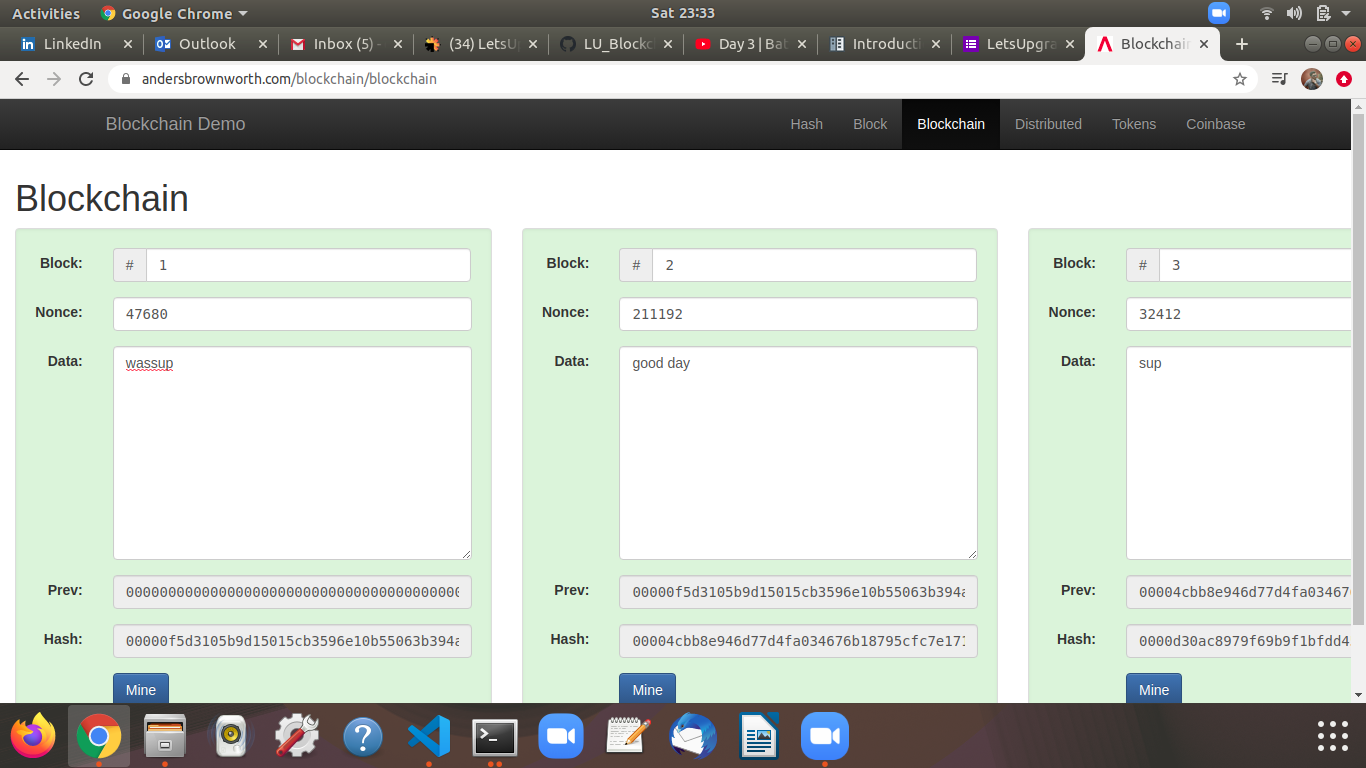 Activities Google Chrome Sat 23:33
LinkedIn Outlook Inbox (5) - (34) LetsU LU_Blockc Day 3 | Bat Introducti LetsUpgra Blockchain
andersbrownworth.com/blockchain/blockchain
Blockchain Demo Hash Block Blockchain Distributed Tokens Coinbase
Blockchain
Block: # 1 Block: # 2 Block: # 3
Nonce: 47680 Nonce: 211192 Nonce: 32412
Data: wassup Data: good day Data: sup
Prev: 0000000000000000000000000000000000000000 Prev: 00000f5d3105b9d15015cb3596e10b55063b394a Prev: 00004cbb8e946d77d4fa03467
Hash: 00000f5d3105b9d15015cb3596e10b55063b394a Hash: 00004cbb8e946d77d4fa034676b18795cfc7e171 Hash: 0000d30ac8979f69b9f1bfdd4
Mine Mine Mine